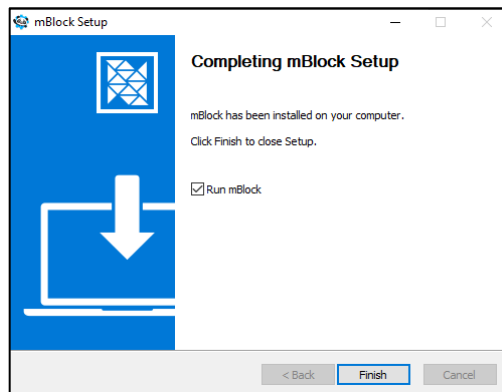 mBlock Setup
Completing mBlock Setup
mBlock has been installed on your computer.
Click Finish to close Setup.
Run mBlock
< Back
Finish
Cancel